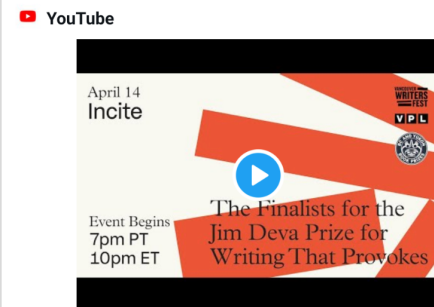 YouTube
April 14
Incite
VANCOUVER
WRITERS
FEST
VPL
Event Begins
7pm PT
10pm ET
The Finalists for the
Jim Deva Prize for
Writing That Provokes